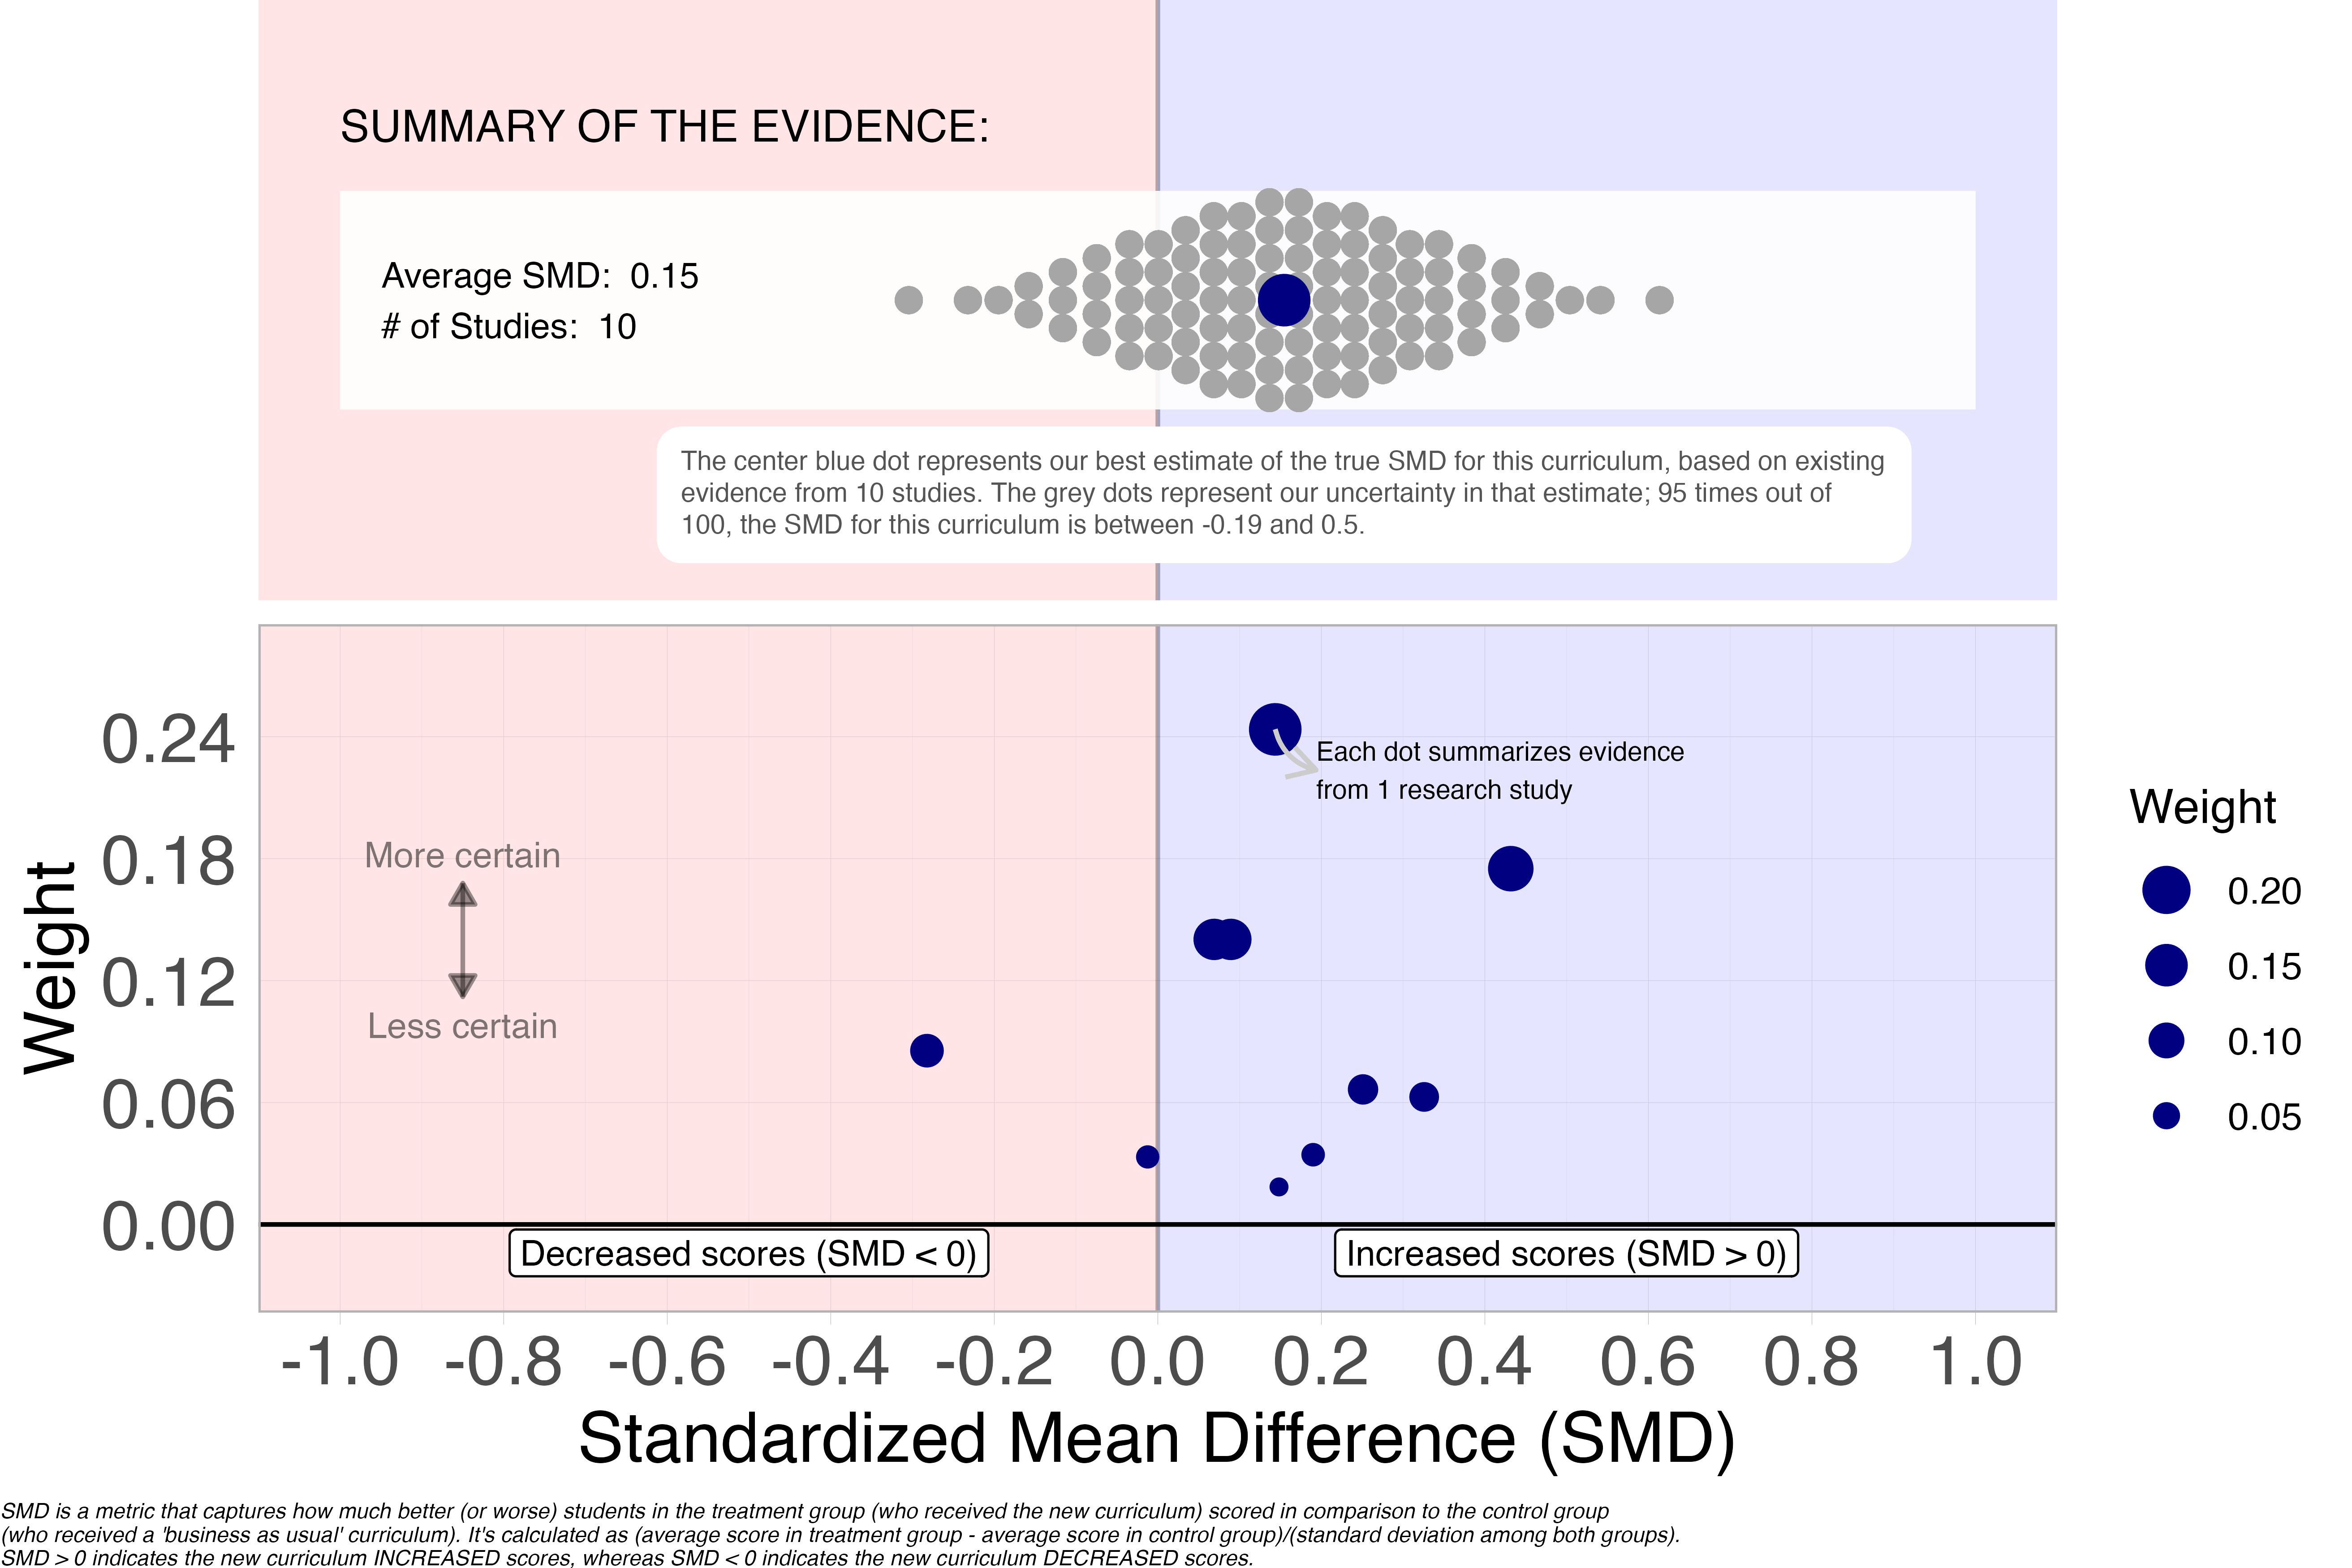 SUMMARY OF THE EVIDENCE:
Average SMD: 0.15
# of Studies: 10
The center blue dot represents our best estimate of the true SMD for this curriculum, based on existing
evidence from 10 studies. The grey dots represent our uncertainty in that estimate; 95 times out of
100, the SMD for this curriculum is between -0.19 and 0.5.
0.24
0.18
0.12
0.06
0.00
Weight
More certain
Less certain
Each dot summarizes evidence
from 1 research study
Decreased scores (SMD < 0)
Increased scores (SMD > 0)
Weight
0.20
0.15
0.10
0.05
-1.0 -0.8 -0.6 -0.4 -0.2 0.0 0.2 0.4 0.6 0.8 1.0
Standardized Mean Difference (SMD)
SMD is a metric that captures how much better (or worse) students in the treatment group (who received the new curriculum) scored in comparison to the control group
(who received a 'business as usual' curriculum). It's calculated as (average score in treatment group - average score in control group)/(standard deviation among both groups).
SMD > 0 indicates the new curriculum INCREASED scores, whereas SMD < 0 indicates the new curriculum DECREASED scores.